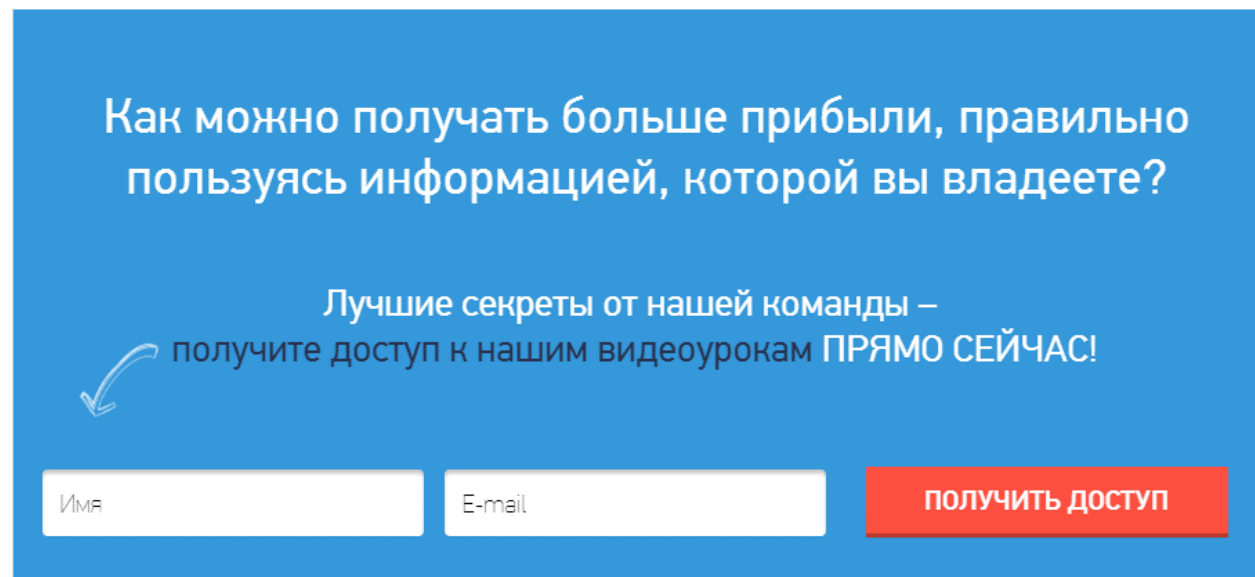 Как можно получать больше прибыли, правильно
пользуясь информацией, которой вы владеете?
Лучшие секреты от нашей команды –
получите доступ к нашим видеоурокам ПРЯМО СЕЙЧАС!
Имя
E-mail
ПОЛУЧИТЬ ДОСТУП